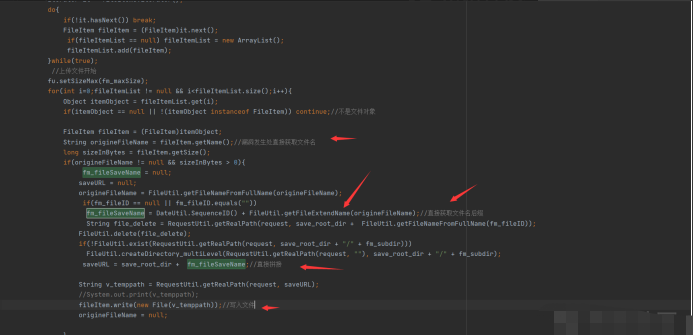 do{
if(!it.hasNext()) break;
FileItem fileItem = (FileItem)it.next();
if(fileItemList == null) fileItemList = new ArrayList();
fileItemList.add(fileItem);
}while(true);
//上传文件开始
fu.setSizeMax(fm_maxSize);
for(int i=0;fileItemList != null && i<fileItemList.size();i++){
Object itemObject = fileItemList.get(i);
if(itemObject == null || !(itemObject instanceof FileItem)) continue;//不是文件对象
FileItem fileItem = (FileItem)itemObject;
String origineFileName = fileItem.getName();//漏洞发生处直接获取文件名
long sizeInBytes = fileItem.getSize();
if(origineFileName != null && sizeInBytes > 0){
fm_fileSaveName = null;
saveURL = null;
origineFileName = FileUtil.getFileNameFromFullName(origineFileName);
if(fm_fileID == null || fm_fileID.equals(""))
fm_fileSaveName = DateUtil.SequenceID() + FileUtil.getFileExtendName(origineFileName);//直接获取文件名后缀
String file_delete = RequestUtil.getRealPath(request, save_root_dir + FileUtil.getFileNameFromFullName(fm_fileID));
FileUtil.delete(file_delete);
if(!FileUtil.exist(RequestUtil.getRealPath(request, save_root_dir + "/" + fm_subdir)))
FileUtil.createDirectory_multiLevel(RequestUtil.getRealPath(request, ""), save_root_dir + "/" + fm_subdir);
saveURL = save_root_dir + fm_fileSaveName;//直接拼接
String v_temppath = RequestUtil.getRealPath(request, saveURL);
//System.out.print(v_temppath);
fileItem.write(new File(v_temppath));//写入文件
origineFileName = null;